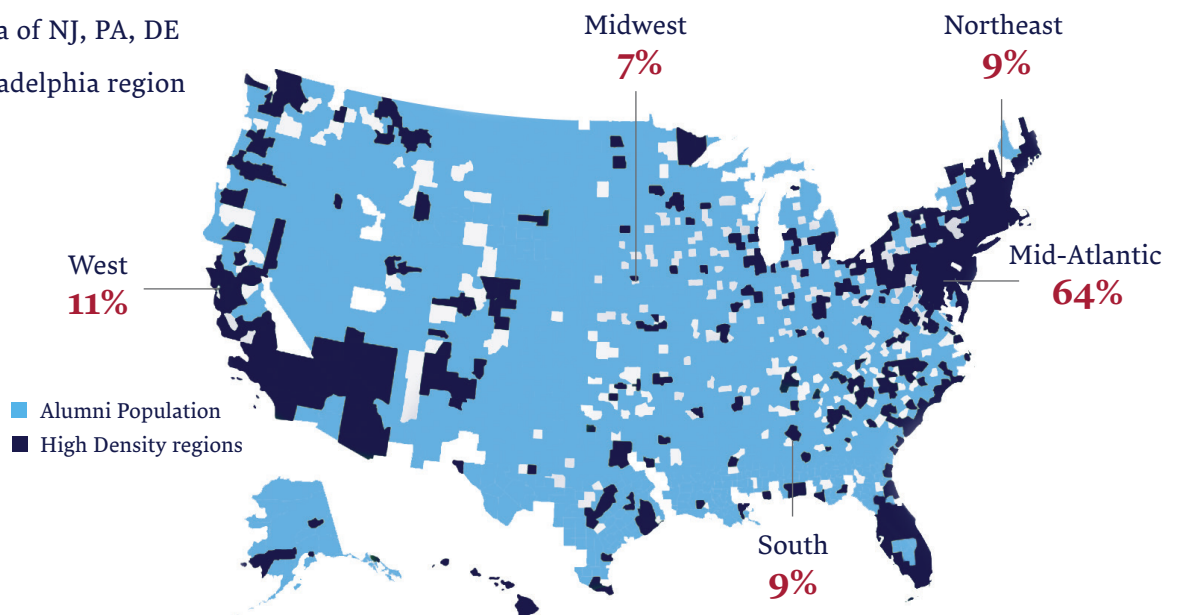 a of NJ, PA, DE
adelphia region
Midwest
7%
Northeast
9%
Mid-Atlantic
64%
West
11%
Alumni Population
High Density regions
South
9%